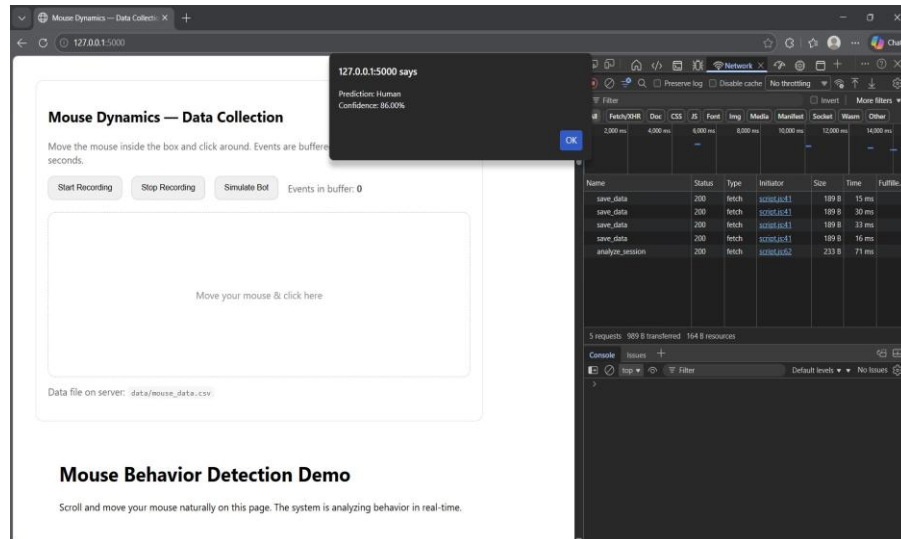 Mouse Dynamics — Data Collectic
127.0.0.1:5000
Chat
127.0.0.1:5000 says
Prediction: Human
Confidence: 86.00%
OK
Mouse Dynamics — Data Collection
Move the mouse inside the box and click around. Events are buffere
seconds.
Start Recording
Stop Recording
Simulate Bot
Events in buffer: 0
Move your mouse & click here
Data file on server: data/mouse_data.csv
Mouse Behavior Detection Demo
Scroll and move your mouse naturally on this page. The system is analyzing behavior in real-time.
Network
Preserve log
Disable cache
No throttling
Filter
Invert
More filters
Fetch/XHR Doc CSS JS Font Img Media Manifest Socket Wasm Other
2,000 ms 4,000 ms 6,000 ms 8,000 ms 10,000 ms 12,000 ms 14,000 ms
Name Status Type Initiator Size Time Fulfille
save_data 200 fetch script.js:41 189 B 15 ms
save_data 200 fetch script.js:41 189 B 30 ms
save_data 200 fetch script.js:41 189 B 33 ms
save_data 200 fetch script.js:41 189 B 16 ms
analyze_session 200 fetch script.js:62 233 B 71 ms
5 requests 989 B transferred 164 B resources
Console Issues
top Filter Default levels No Issues